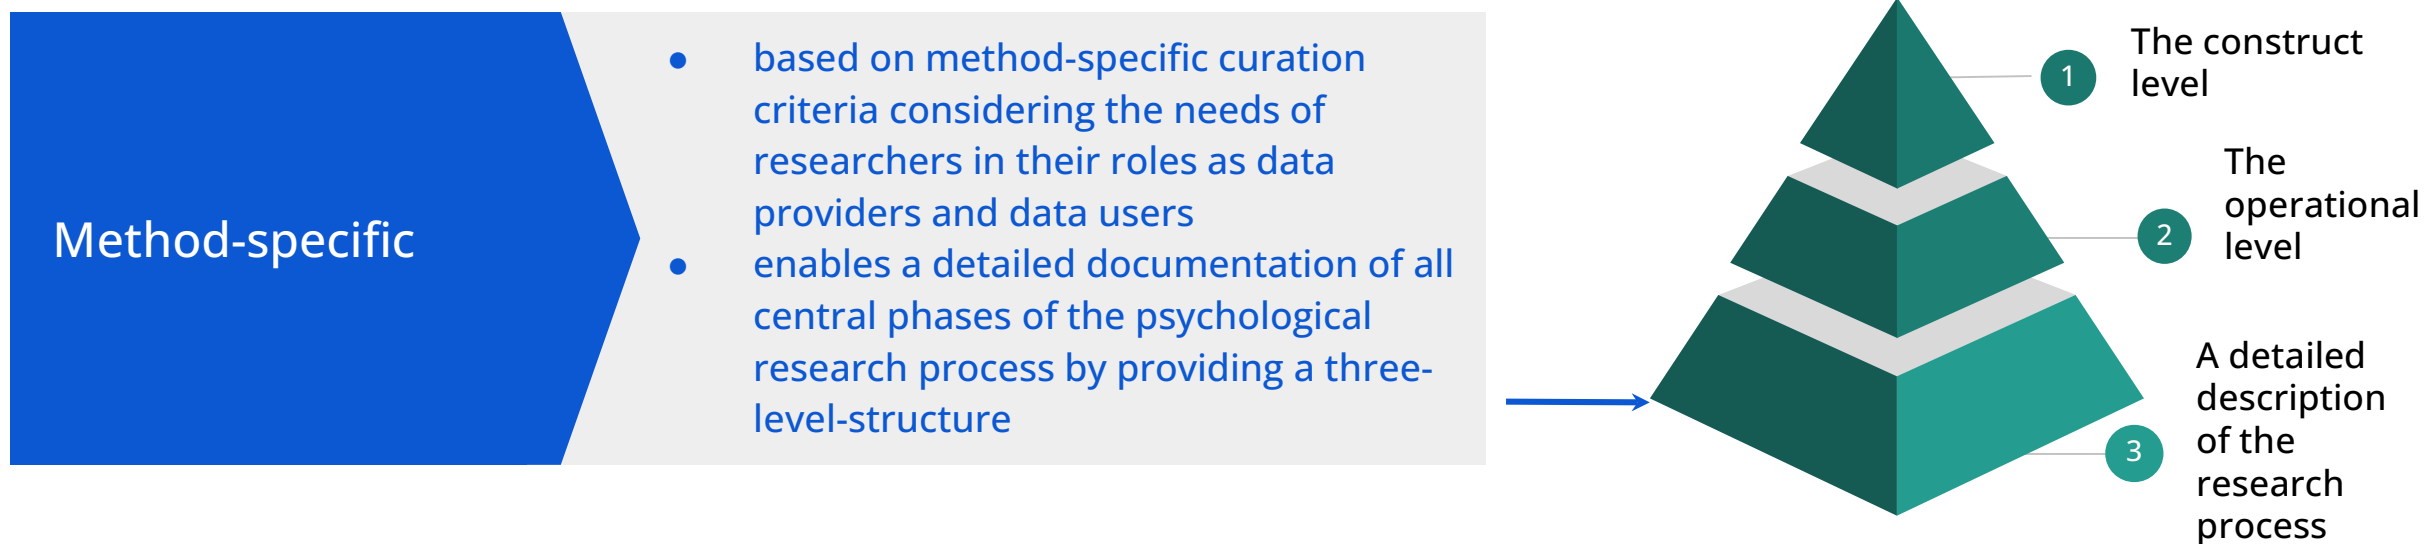 Method-specific
● based on method-specific curation
criteria considering the needs of
researchers in their roles as data
providers and data users
● enables a detailed documentation of all
central phases of the psychological
research process by providing a three-
level-structure
1
The construct
level
2
The
operational
level
3
A detailed
description
of the
research
process